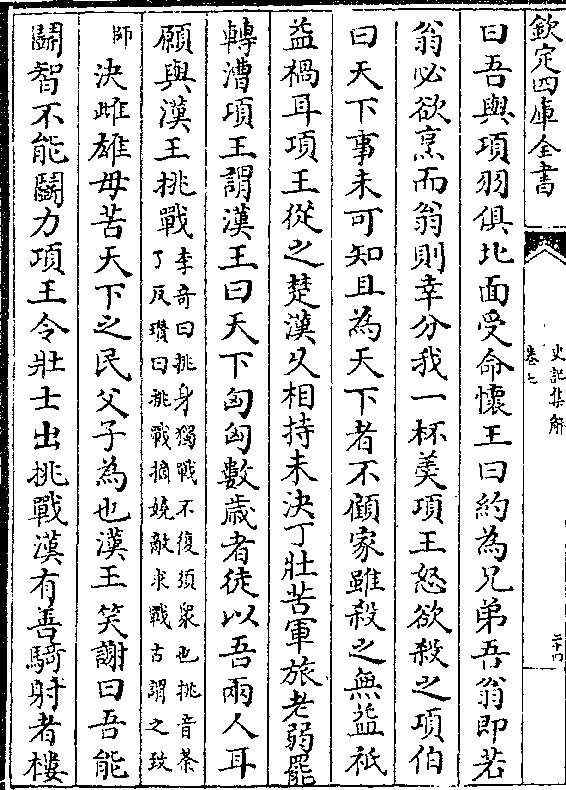 欽定四庫全書
史記集解
卷七
二十四
曰吾與項羽俱北面受命懷王曰約為兄弟吾翁即若
翁必欲烹而翁則幸分我一杯羮項王怒欲殺之項伯
曰天下事未可知且為天下者不顧家雖殺之無益祗
益禍耳項王從之楚漢久相持未決丁壯苦軍旅老弱罷
轉漕項王謂漢王曰天下匈匈數歳者徒以吾兩人耳
願與漢王挑戰李竒曰挑身獨戰不復須衆也挑音荼
了反瓚曰挑戰擿嬈敵求戰古謂之致
師決雌雄毋苦天下之民父子為也漢王笑謝曰吾能
鬭智不能鬭力項王令壯士出挑戰漢有善騎射者樓